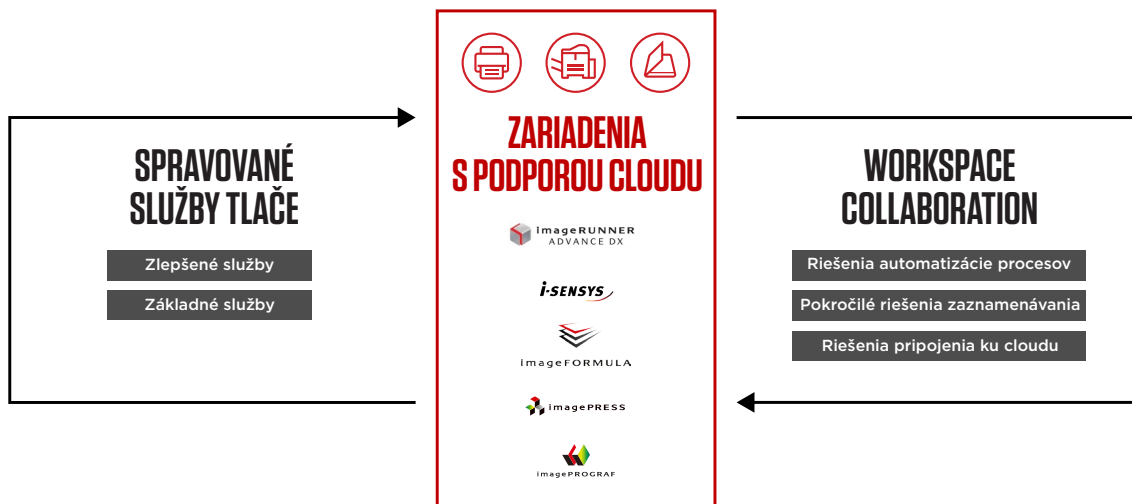 SPRAVOVANÉ
SLUŽBY TLAČE
Zlepšené služby
Základné služby
ZARIADENIA
S PODPOROU CLOUDU
imageRUNNER
ADVANCE DX
i-SENSYS
imageFORMULA
imagePRESS
imagePROGRAF
WORKSPACE
COLLABORATION
Riešenia automatizácie procesov
Pokročilé riešenia zaznamenávania
Riešenia pripojenia ku cloudu